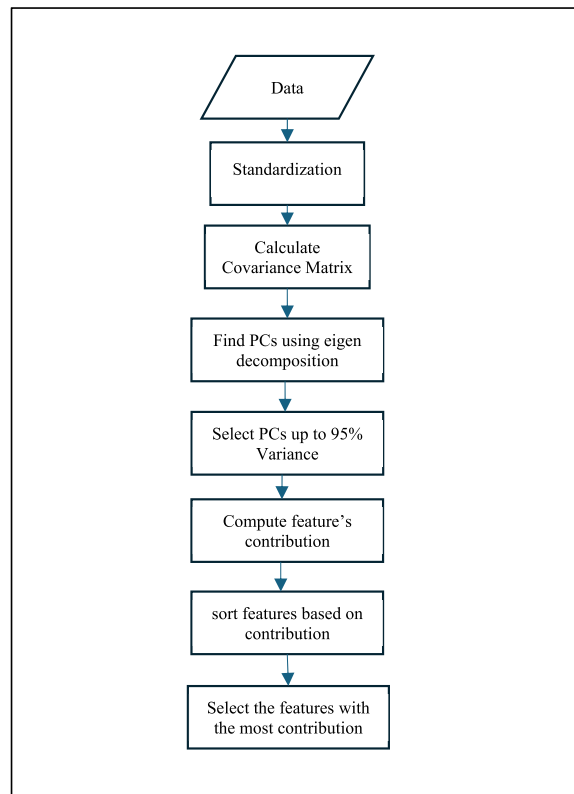 Data
Standardization
Calculate
Covariance Matrix
Find PCs using eigen
decomposition
Select PCs up to 95%
Variance
Compute feature’s
contribution
sort features based on
contribution
Select the features with
the most contribution